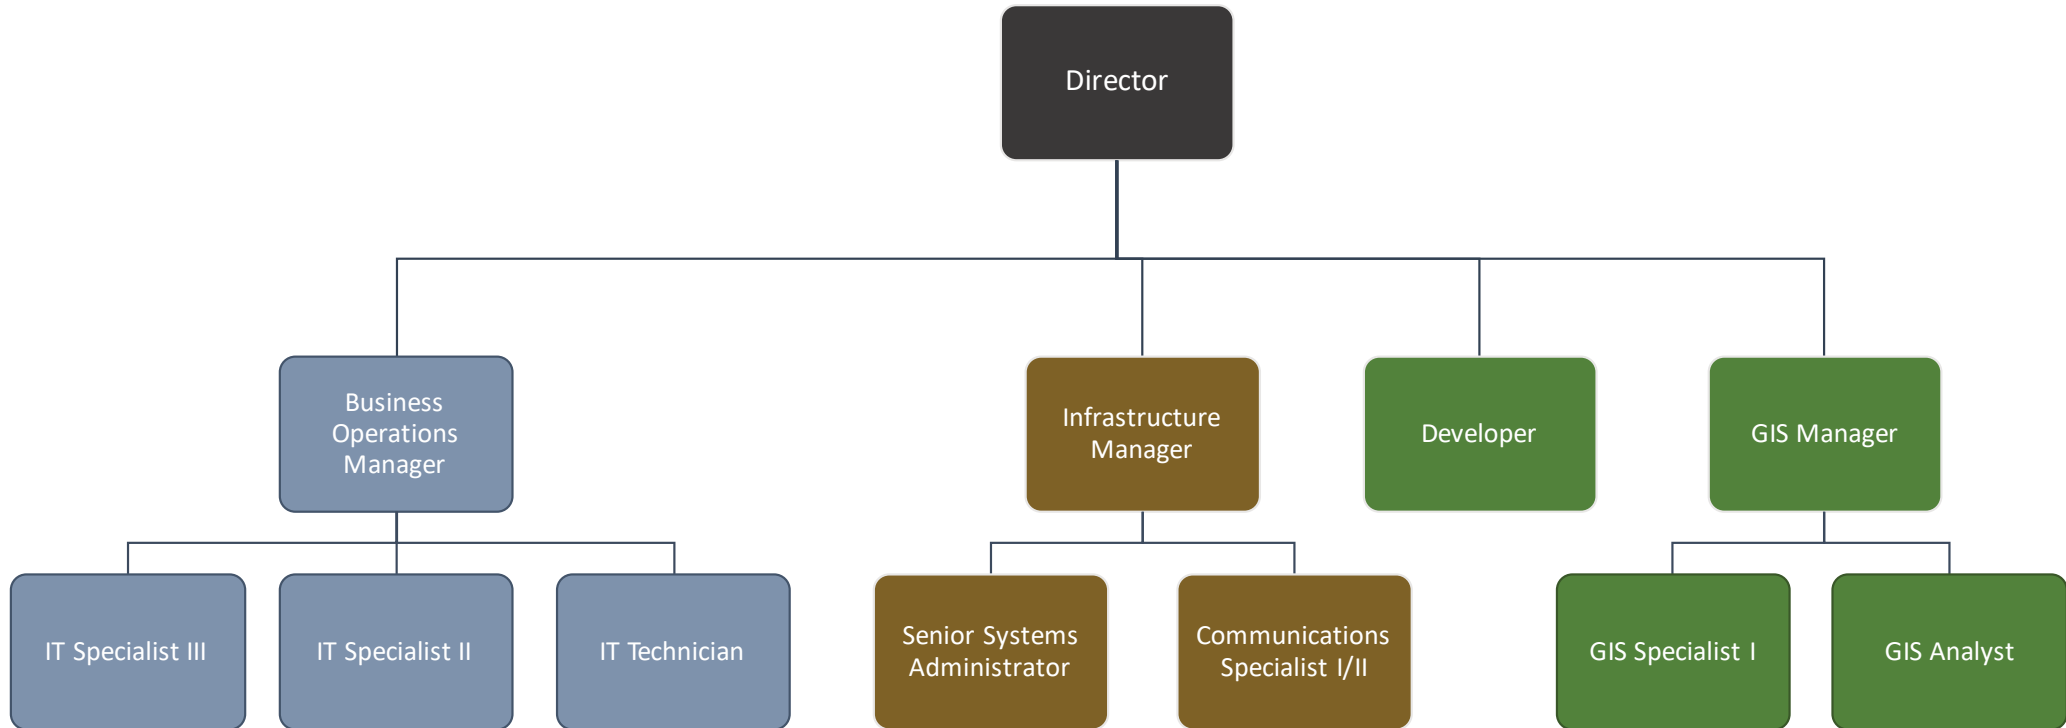 Director
Business
Operations
Manager
Infrastructure
Manager
Developer
GIS Manager
IT Specialist III
IT Specialist II
IT Technician
Senior Systems
Administrator
Communications
Specialist I/II
GIS Specialist I
GIS Analyst